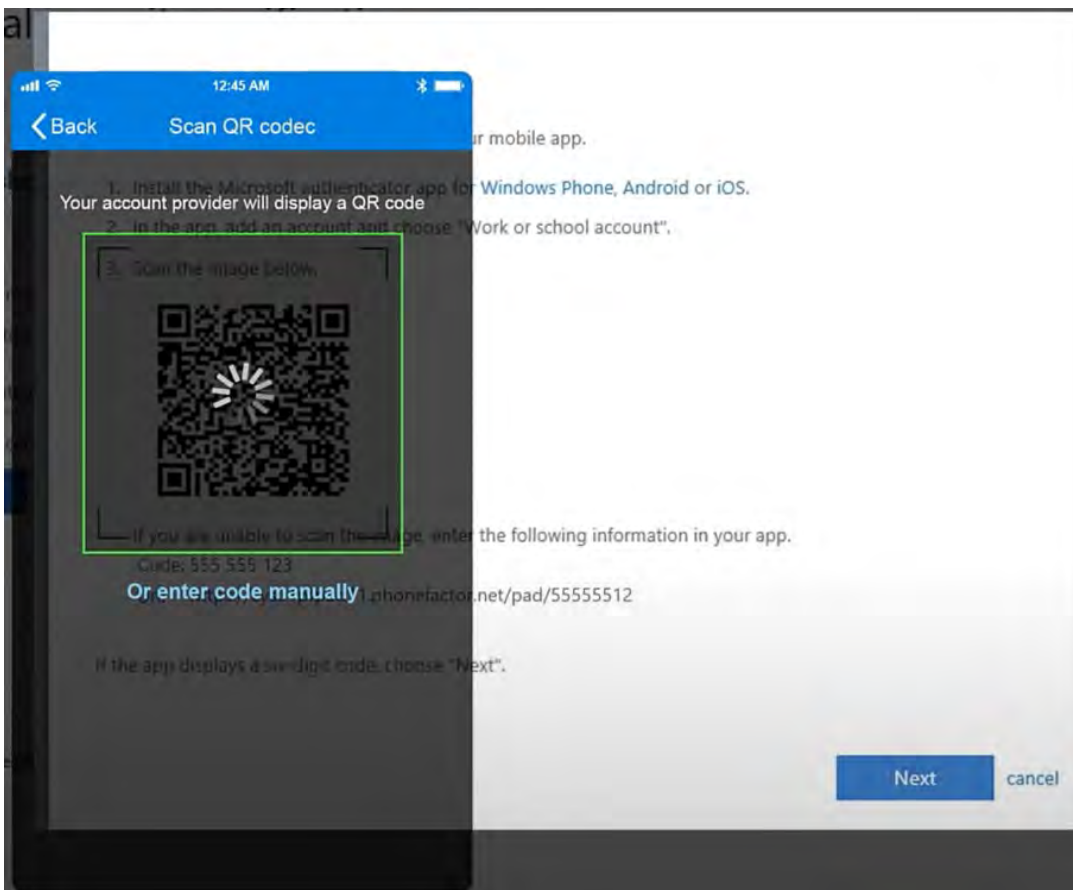 al
12:45 AM
Back Scan QR codec
ur mobile app.
1. Install the Microsoft authenticator app for Windows Phone, Android or iOS.
Your account provider will display a QR code
2. In the app, add an account and choose "Work or school account".
3. Scan the image below.
If you are unable to scan the image, enter the following information in your app.
Code: 555 555 123
Or enter code manually
1.phonefactor.net/pad/55555512
If the app displays a six-digit code, choose "Next".
Next cancel